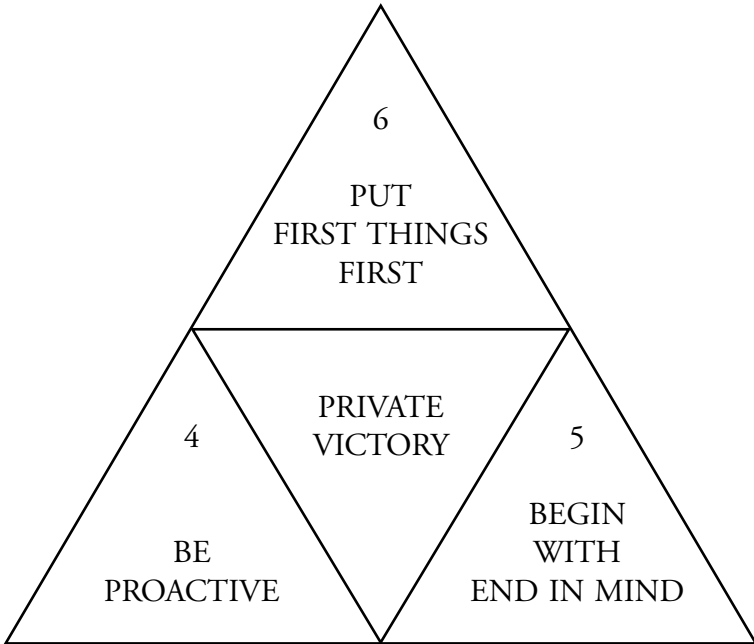 6
PUT
FIRST THINGS
FIRST
PRIVATE
VICTORY
4
BE
PROACTIVE
5
BEGIN
WITH
END IN MIND